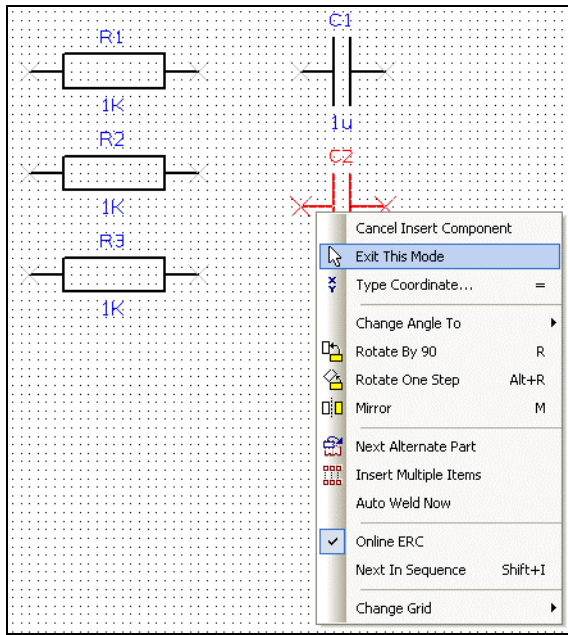 R1
C1
1K
1u
R2
C2
1K
R3
1K
Cancel Insert Component
Exit This Mode
X
Y
Type Coordinate... =
Change Angle To
Rotate By 90 R
Rotate One Step Alt+R
Mirror M
Next Alternate Part
Insert Multiple Items
Auto Weld Now
Online ERC
Next In Sequence Shift+I
Change Grid